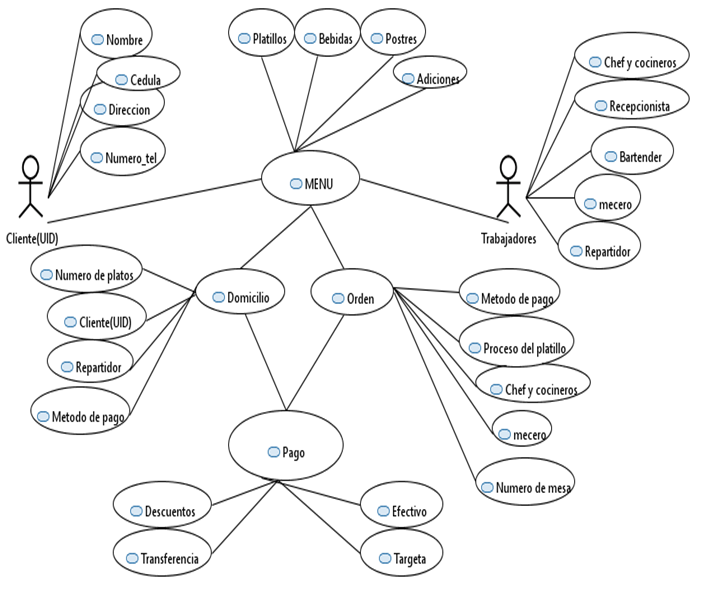 Nombre
Cedula
Direccion
Numero_tel
Cliente(UID)
Platillos
Bebidas
Postres
Adiciones
MENU
Chef y cocineros
Recepcionista
Bartender
mecero
Repartidor
Trabajadores
Numero de platos
Cliente(UID)
Repartidor
Metodo de pago
Domicilio
Orden
Metodo de pago
Proceso del platillo
Chef y cocineros
mecero
Numero de mesa
Pago
Descuentos
Transferencia
Efectivo
Targeta